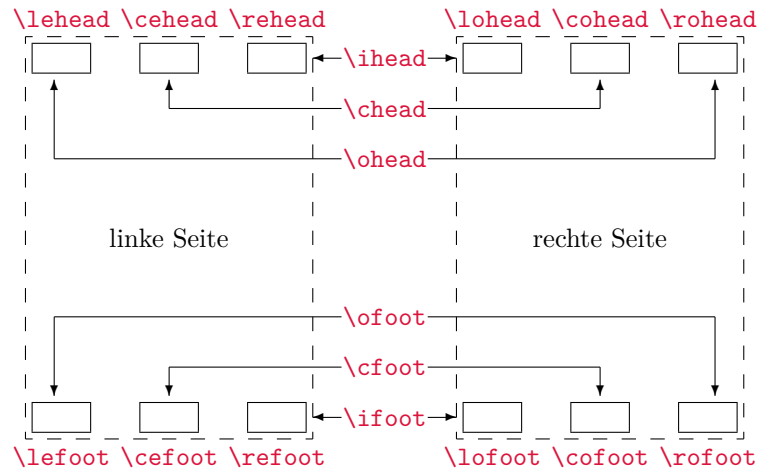 \lehead \cehead \rehead \lohead \cohead \rohead
\ihead
\chead
\ohead
linke Seite rechte Seite
\ofoot
\cfoot
\ifoot
\lefoot \cefoot \refoot \lofoot \cofoot \rofoot